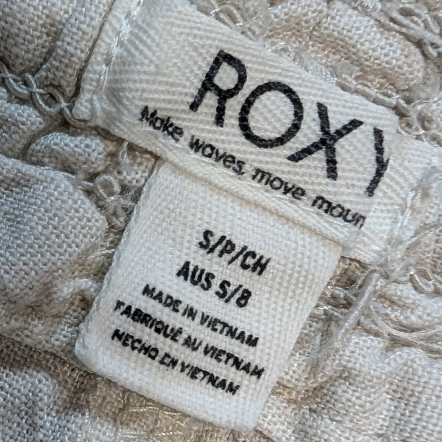 ROXY
Make waves, move moun
S/P/CH
AUS S/8
MADE IN VIETNAM
FABRIQUÉ AU VIETNAM
HECHO EN VIETNAM